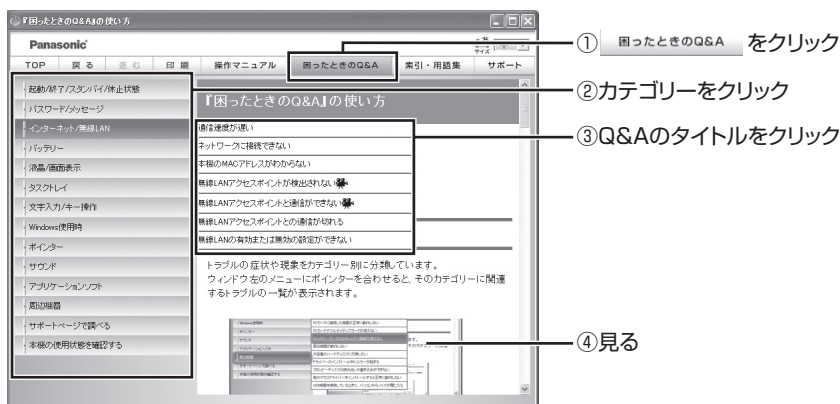 『困ったときのQ&A』の使い方
Panasonic
サイズ
TOP 戻る 進む 印刷 操作マニュアル 困ったときのQ&A 索引・用語集 サポート
起動/終了/スタンバイ/休止状態
パスワード/メッセージ
インターネット/無線LAN
バッテリー
液晶/画面表示
タスクトレイ
文字入力/キー操作
Windows使用時
ポインター
サウンド
アプリケーションソフト
周辺機器
サポートページで調べる
本機の使用状態を確認する
『困ったときのQ&A』の使い方
通信速度が遅い
ネットワークに接続できない
本機のMACアドレスがわからない
無線LANアクセスポイントが検出されない
無線LANアクセスポイントと通信ができない
無線LANアクセスポイントとの通信が切れる
無線LANの有効または無効の設定ができない
トラブルの症状や現象をカテゴリー別に分類しています。
ウィンドウ左のメニューにポインターを合わせると、そのカテゴリーに関連
するトラブルの一覧が表示されます。
① 困ったときのQ&A をクリック
②カテゴリーをクリック
③Q&Aのタイトルをクリック
④見る